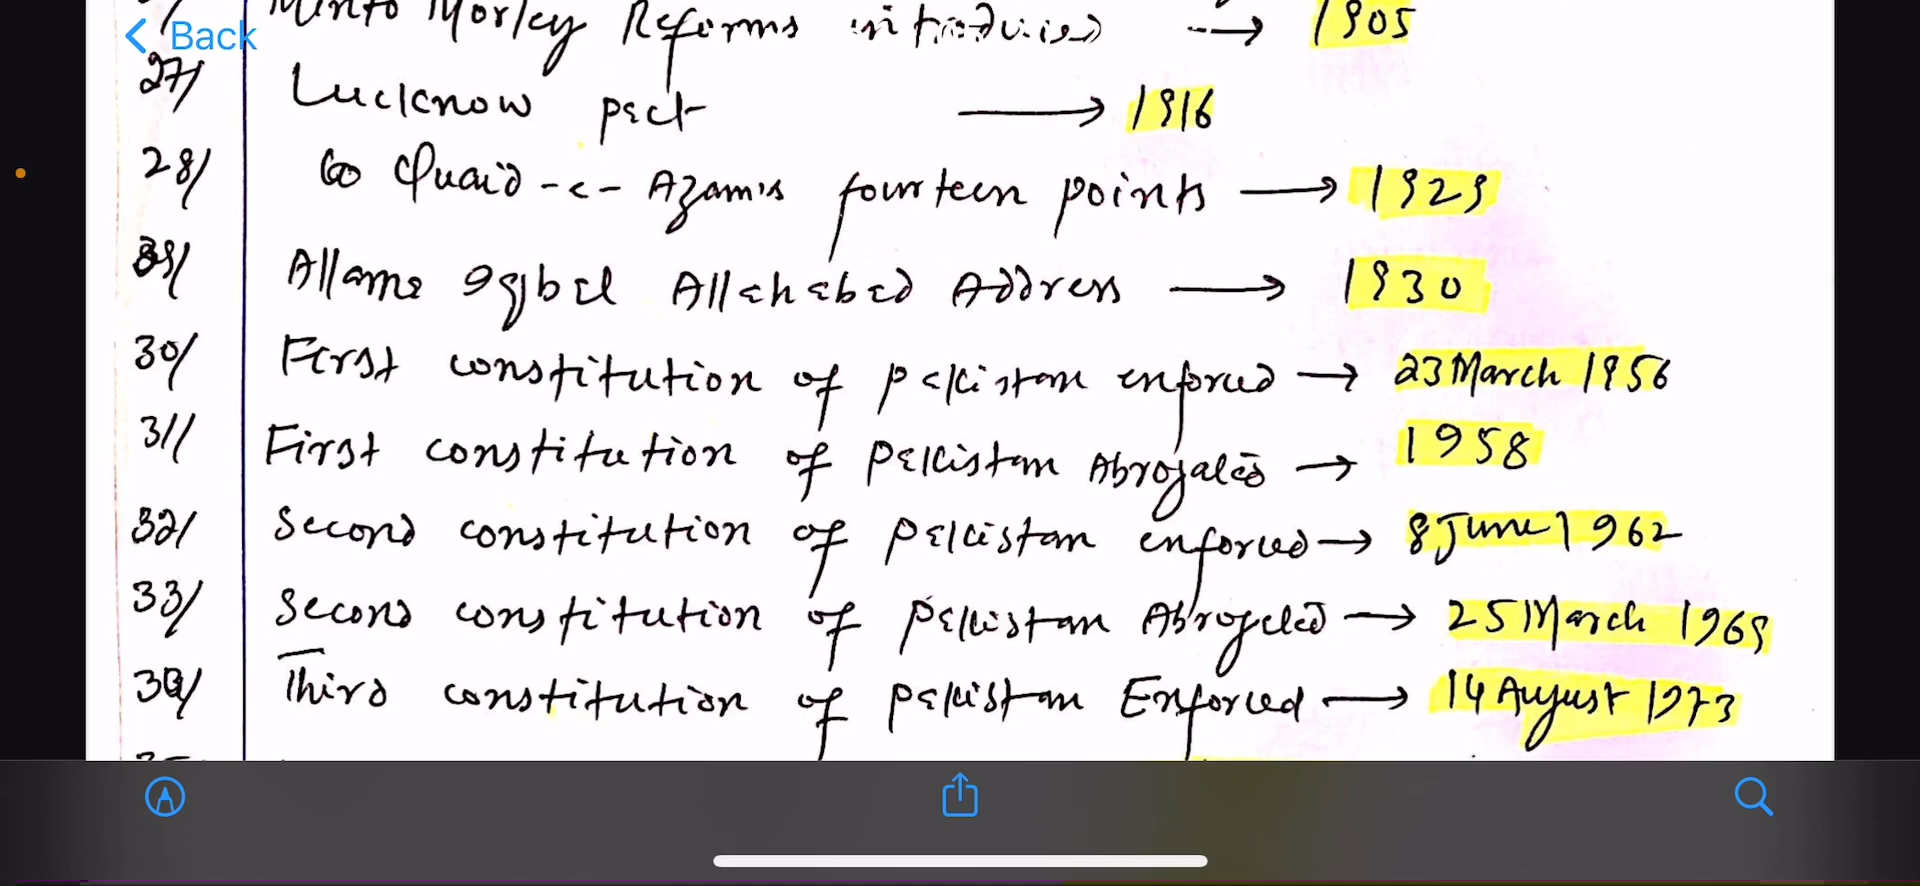 Minto Morley Reforms introduced --> 1905
Back
27/ Lucknow pact → 1916
28/ Quaid-e-Azam's fourteen points → 1929
Allama Iqbal Allahabad Address → 1930
30/ First constitution of pakistan enforced → 23 March 1956
31/ First constitution of Pakistan Abrogated → 1958
32/ Second constitution of pakistan enforced → 8 June 1962
33/ Second constitution of pakistan Abrogated → 25 March 1969
34/ Third constitution of pakistan Enforced → 14 August 1973